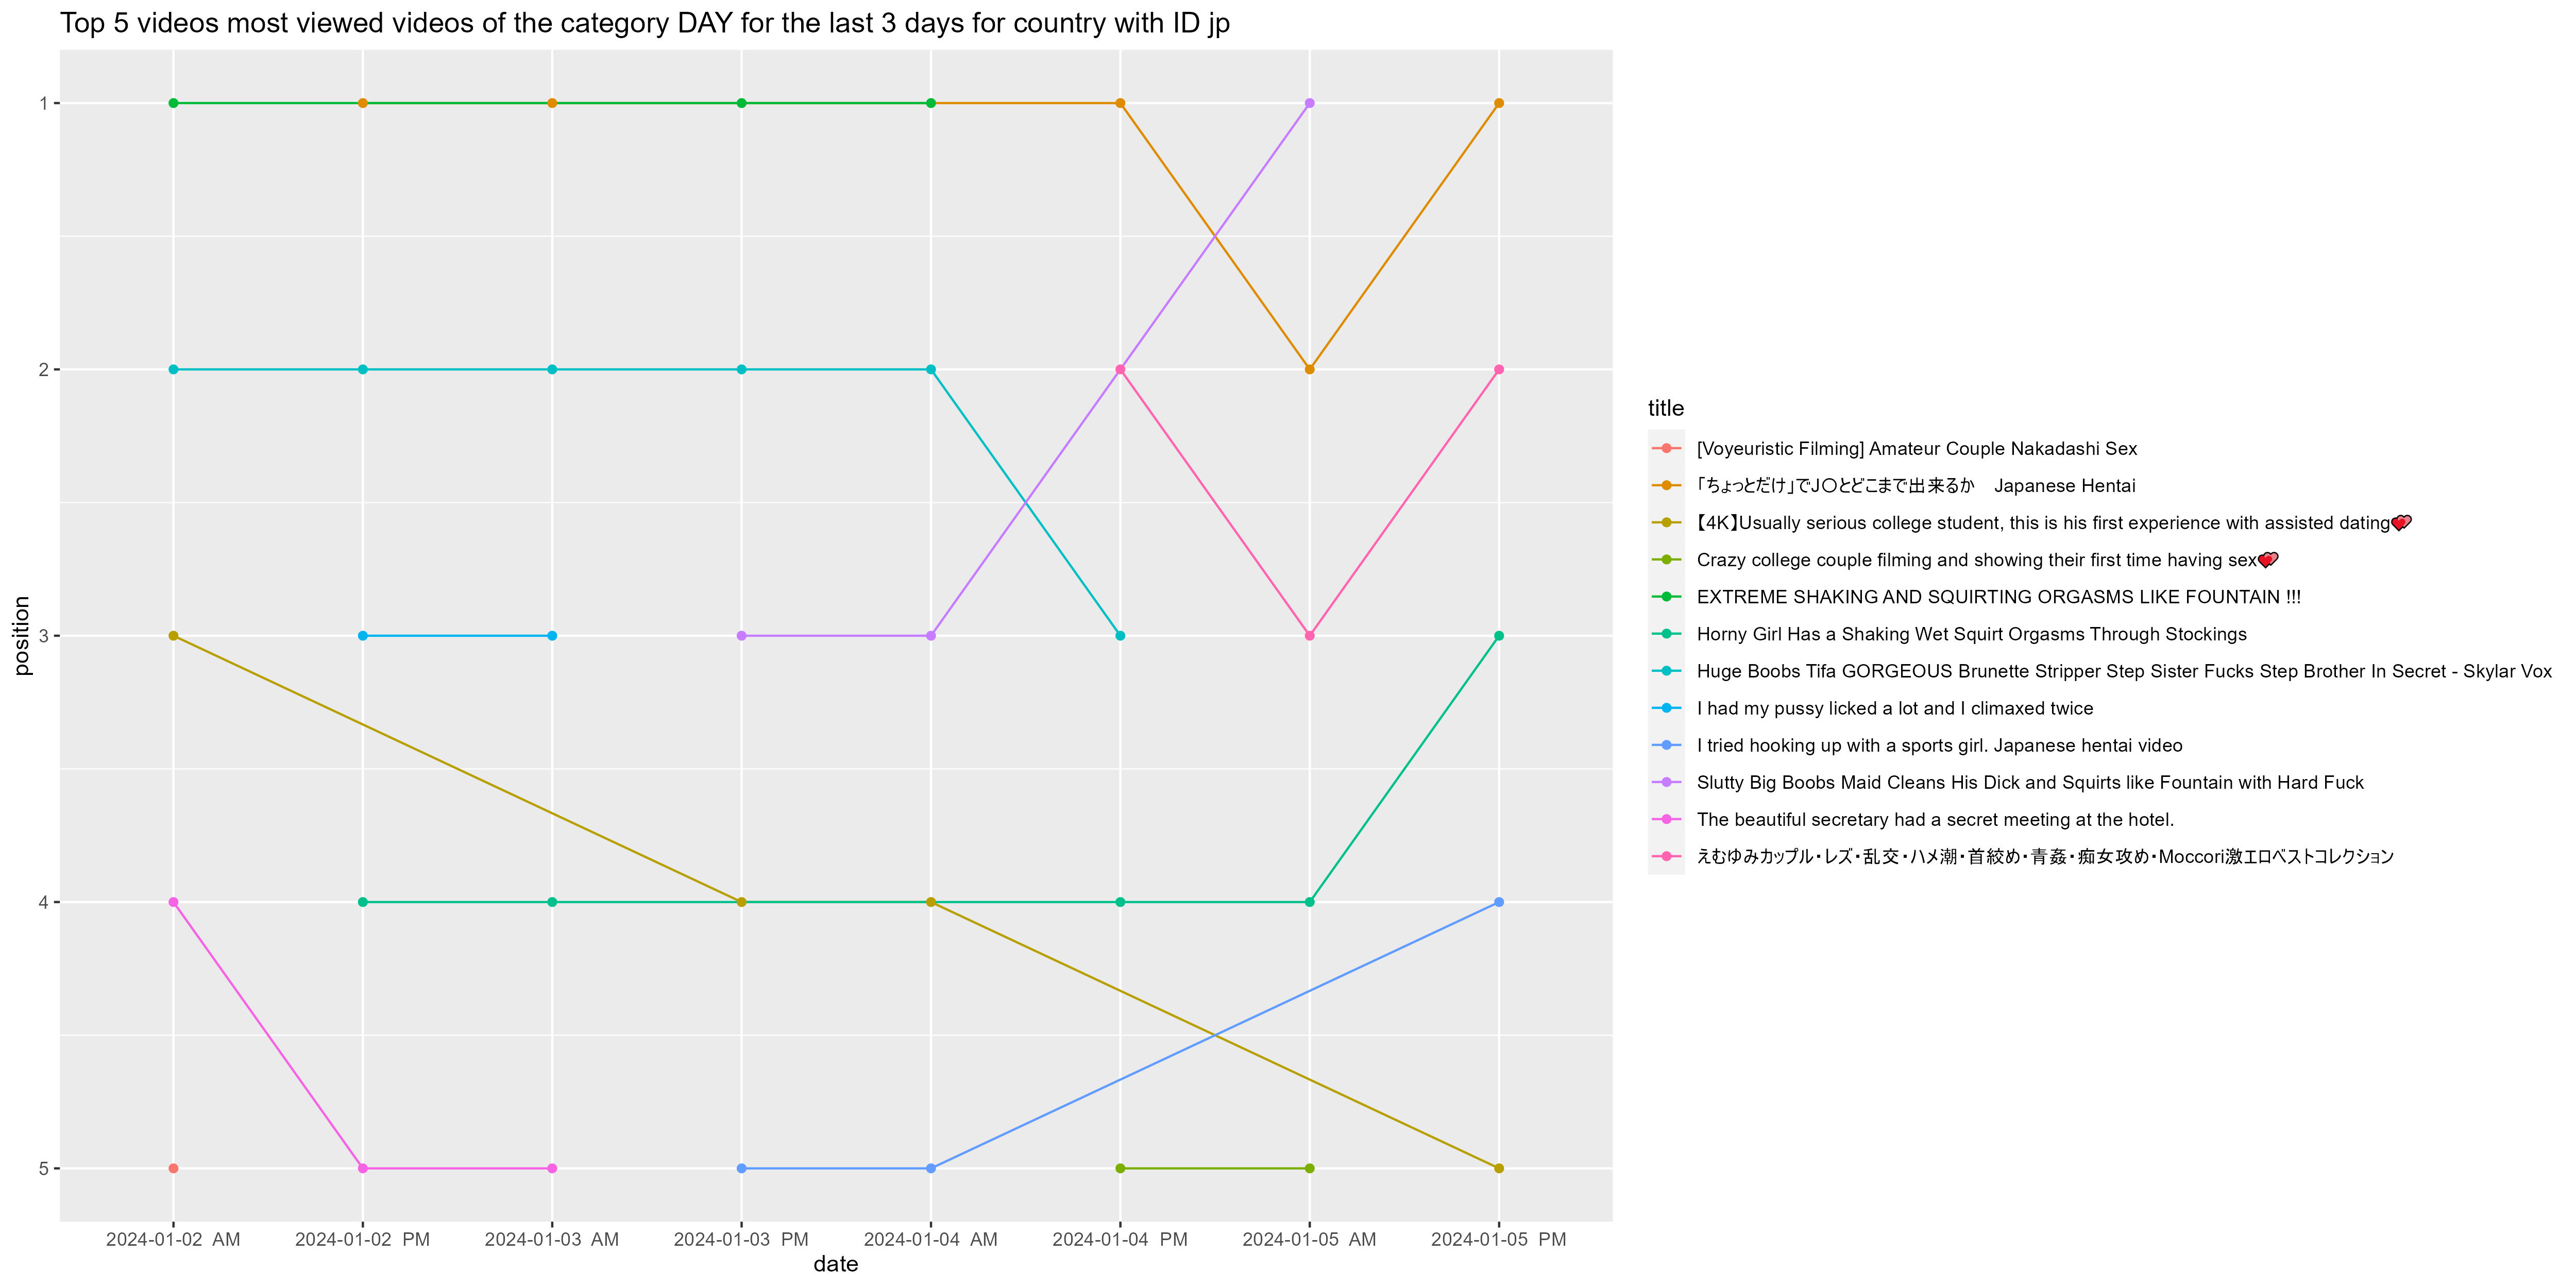 Top 5 videos most viewed videos of the category DAY for the last 3 days for country with ID jp
1
2
3
4
5
position
2024-01-02 AM
2024-01-02 PM
2024-01-03 AM
2024-01-03 PM
2024-01-04 AM
2024-01-04 PM
2024-01-05 AM
2024-01-05 PM
date
title
[Voyeuristic Filming] Amateur Couple Nakadashi Sex
「ちょっとだけ」でJ〇とどこまで出来るか　Japanese Hentai
【4K】Usually serious college student, this is his first experience with assisted dating💕
Crazy college couple filming and showing their first time having sex💕
EXTREME SHAKING AND SQUIRTING ORGASMS LIKE FOUNTAIN !!!
Horny Girl Has a Shaking Wet Squirt Orgasms Through Stockings
Huge Boobs Tifa GORGEOUS Brunette Stripper Step Sister Fucks Step Brother In Secret - Skylar Vox
I had my pussy licked a lot and I climaxed twice
I tried hooking up with a sports girl. Japanese hentai video
Slutty Big Boobs Maid Cleans His Dick and Squirts like Fountain with Hard Fuck
The beautiful secretary had a secret meeting at the hotel.
えむゆみカップル・レズ・乱交・ハメ潮・首絞め・青姦・痴女攻め・Moccori激エロベストコレクション